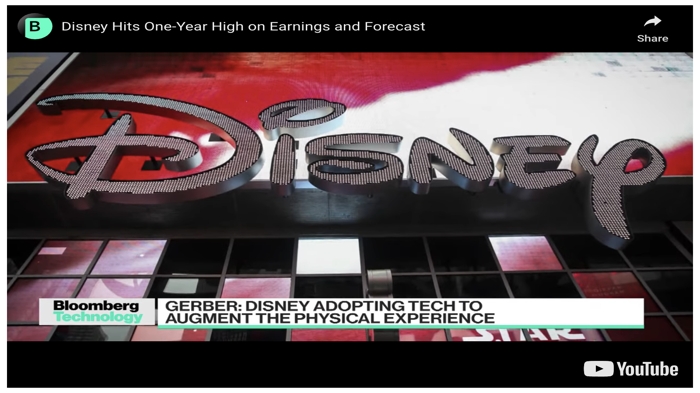 B
Disney Hits One-Year High on Earnings and Forecast
Share
Disney
Bloomberg
Technology
GERBER: DISNEY ADOPTING TECH TO
AUGMENT THE PHYSICAL EXPERIENCE
STAR
YouTube